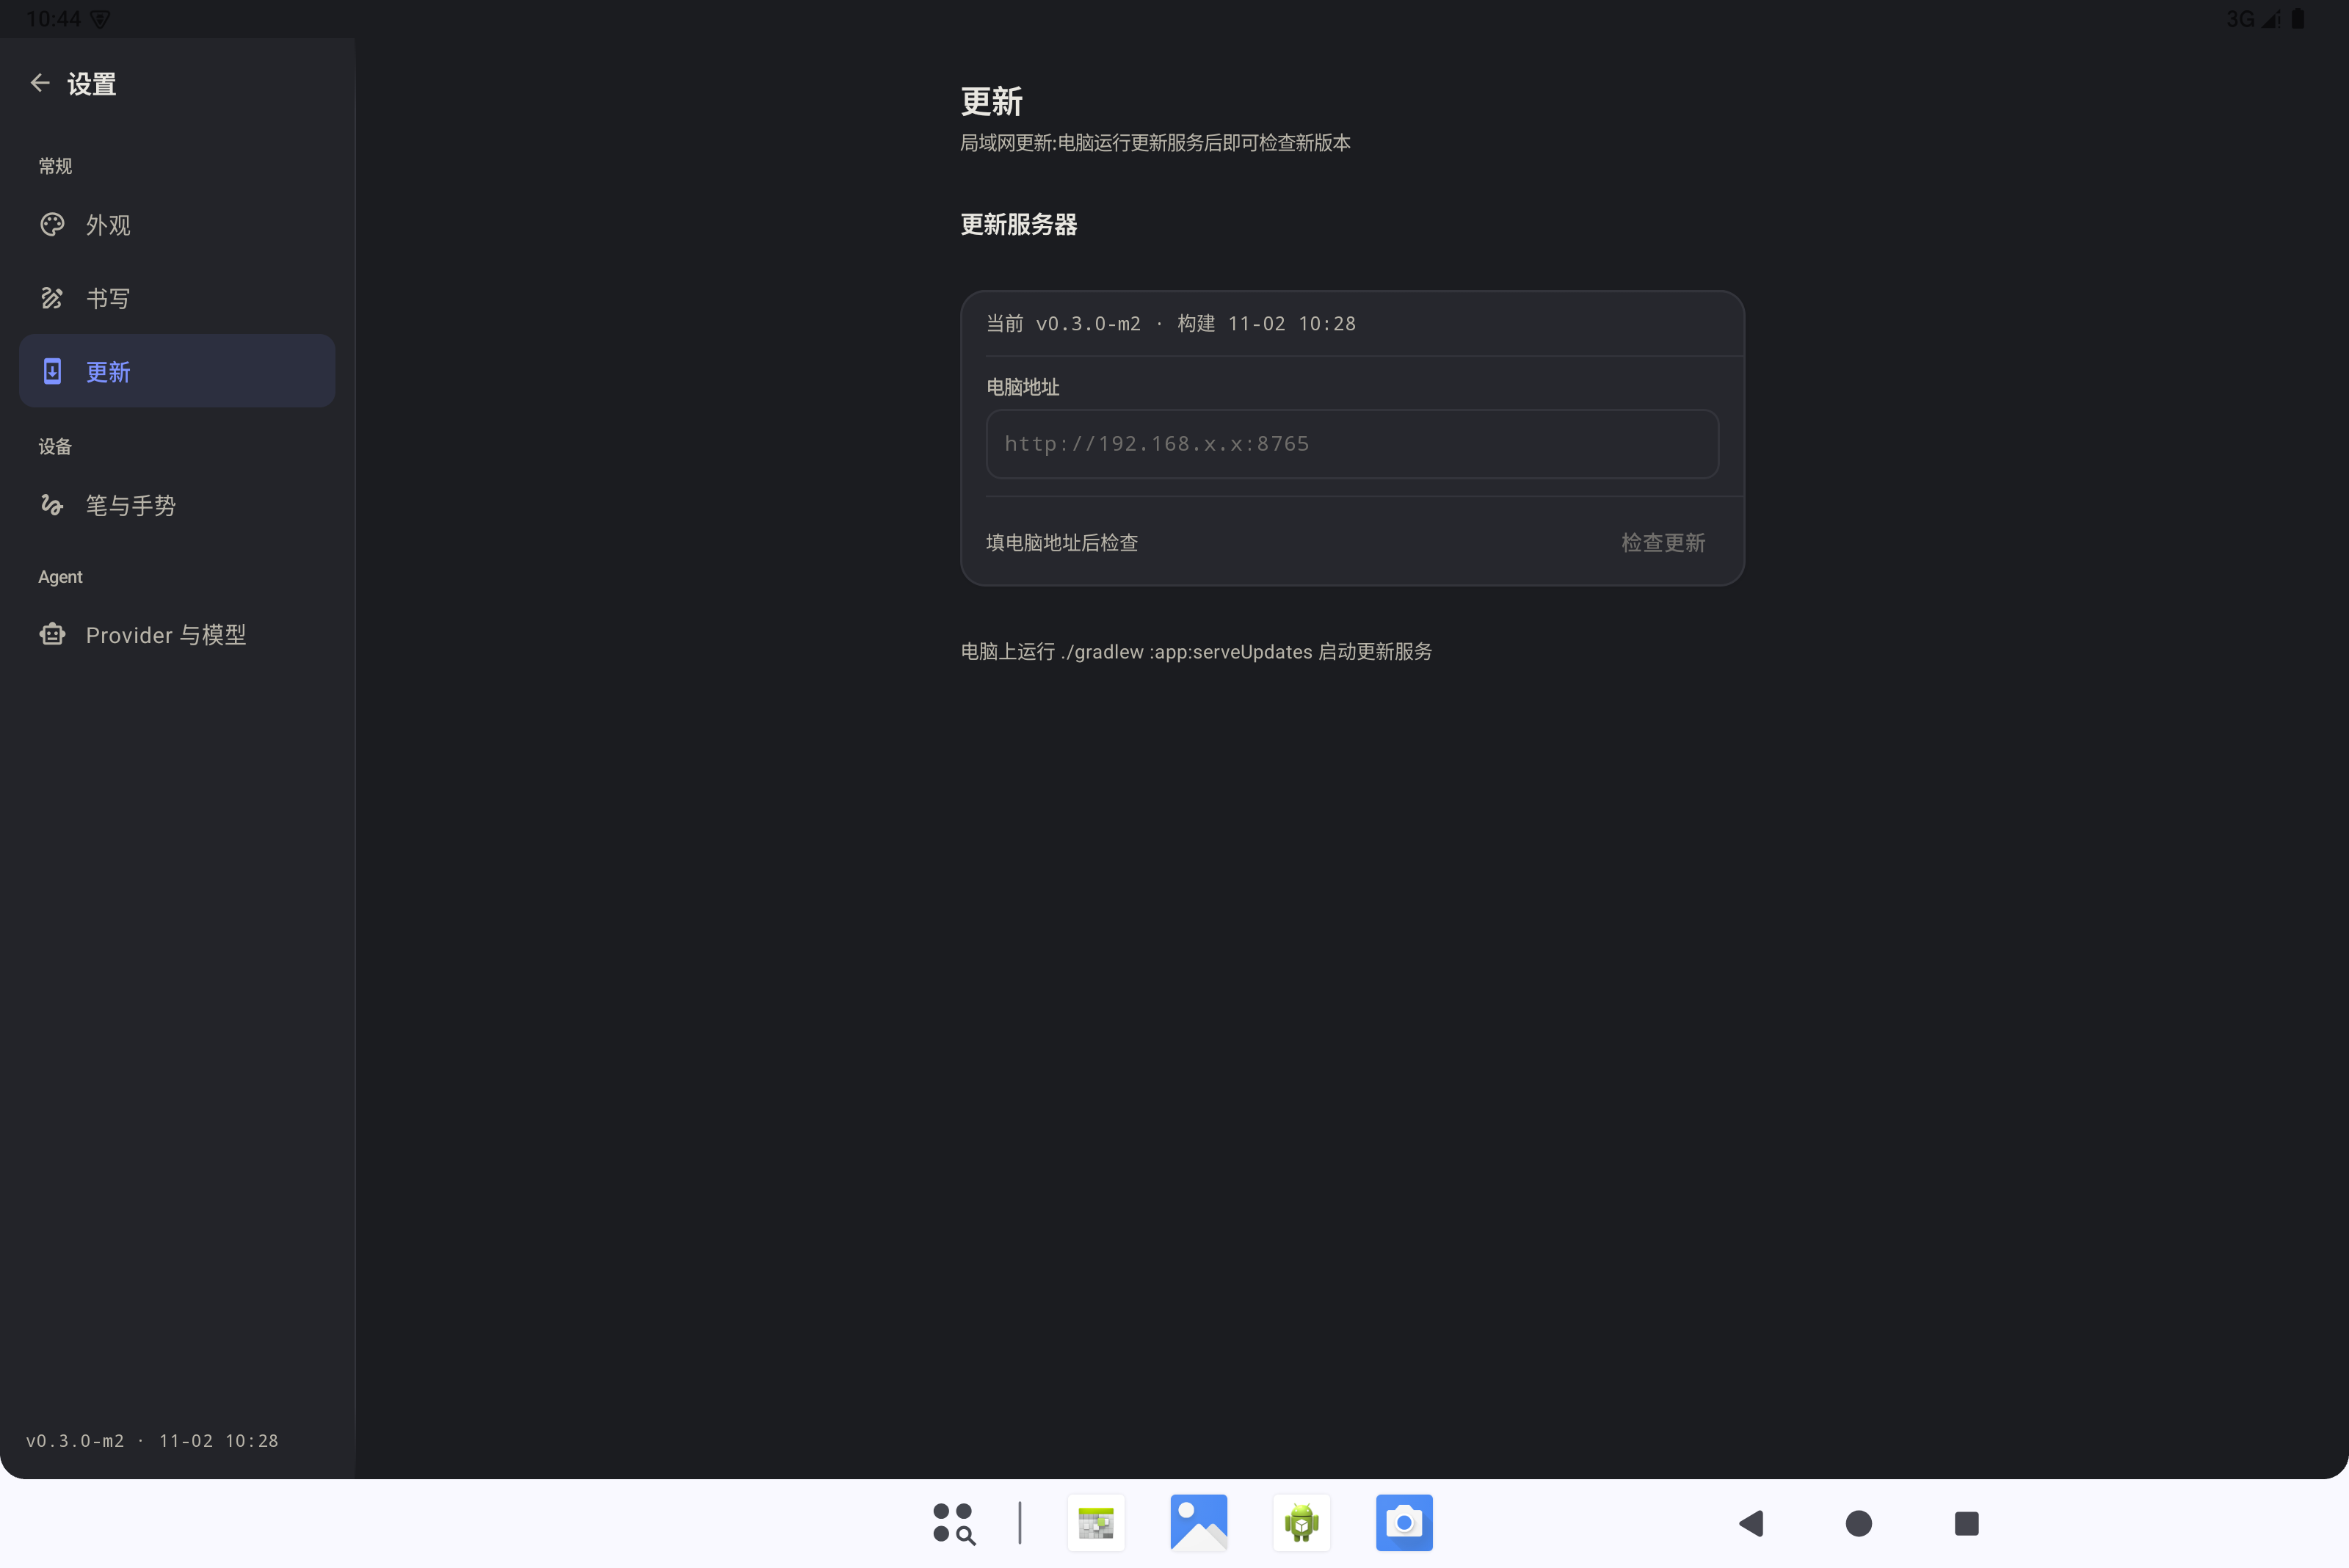 10:44
3G
设置
常规
外观
书写
更新
设备
笔与手势
Agent
Provider 与模型
v0.3.0-m2 · 11-02 10:28
更新
局域网更新:电脑运行更新服务后即可检查新版本
更新服务器
当前 v0.3.0-m2 · 构建 11-02 10:28
电脑地址
http://192.168.x.x:8765
填电脑地址后检查
检查更新
电脑上运行 ./gradlew :app:serveUpdates 启动更新服务